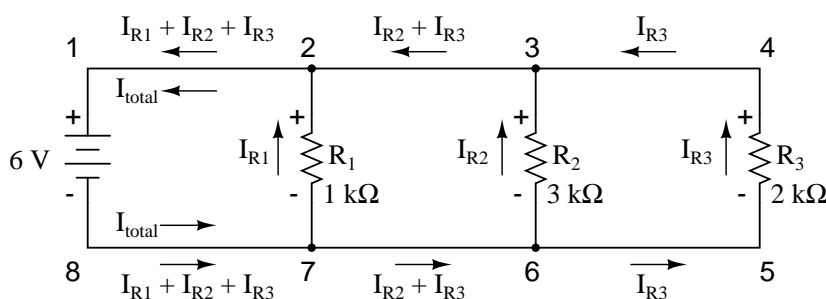 I_R1 + I_R2 + I_R3 I_R2 + I_R3 I_R3
1 2 3 4
I_total
+ + + +
6 V I_R1 R_1 I_R2 R_2 I_R3 R_3
- - - -
1 kΩ 3 kΩ 2 kΩ
I_total
8 7 6 5
I_R1 + I_R2 + I_R3 I_R2 + I_R3 I_R3